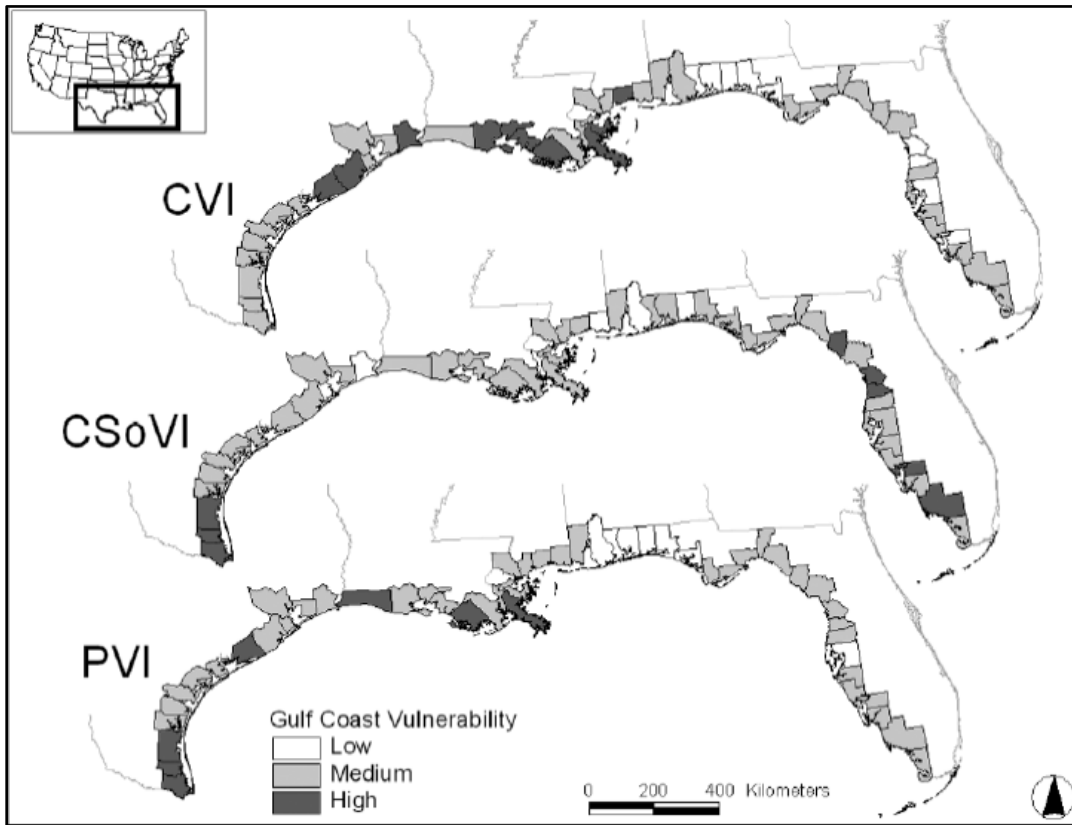 CVI
CSoVI
PVI
Gulf Coast Vulnerability
Low
Medium
High
0 200 400 Kilometers